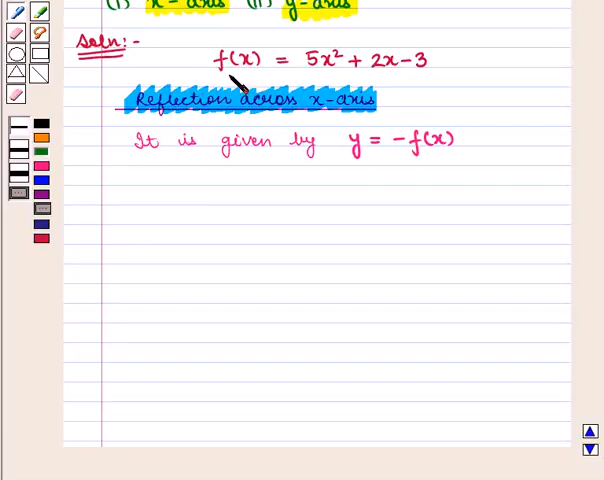 (i) x-axis (ii) y-axis
Soln:-
f(x) = 5x² + 2x - 3
Reflection across x-axis
It is given by y = -f(x)